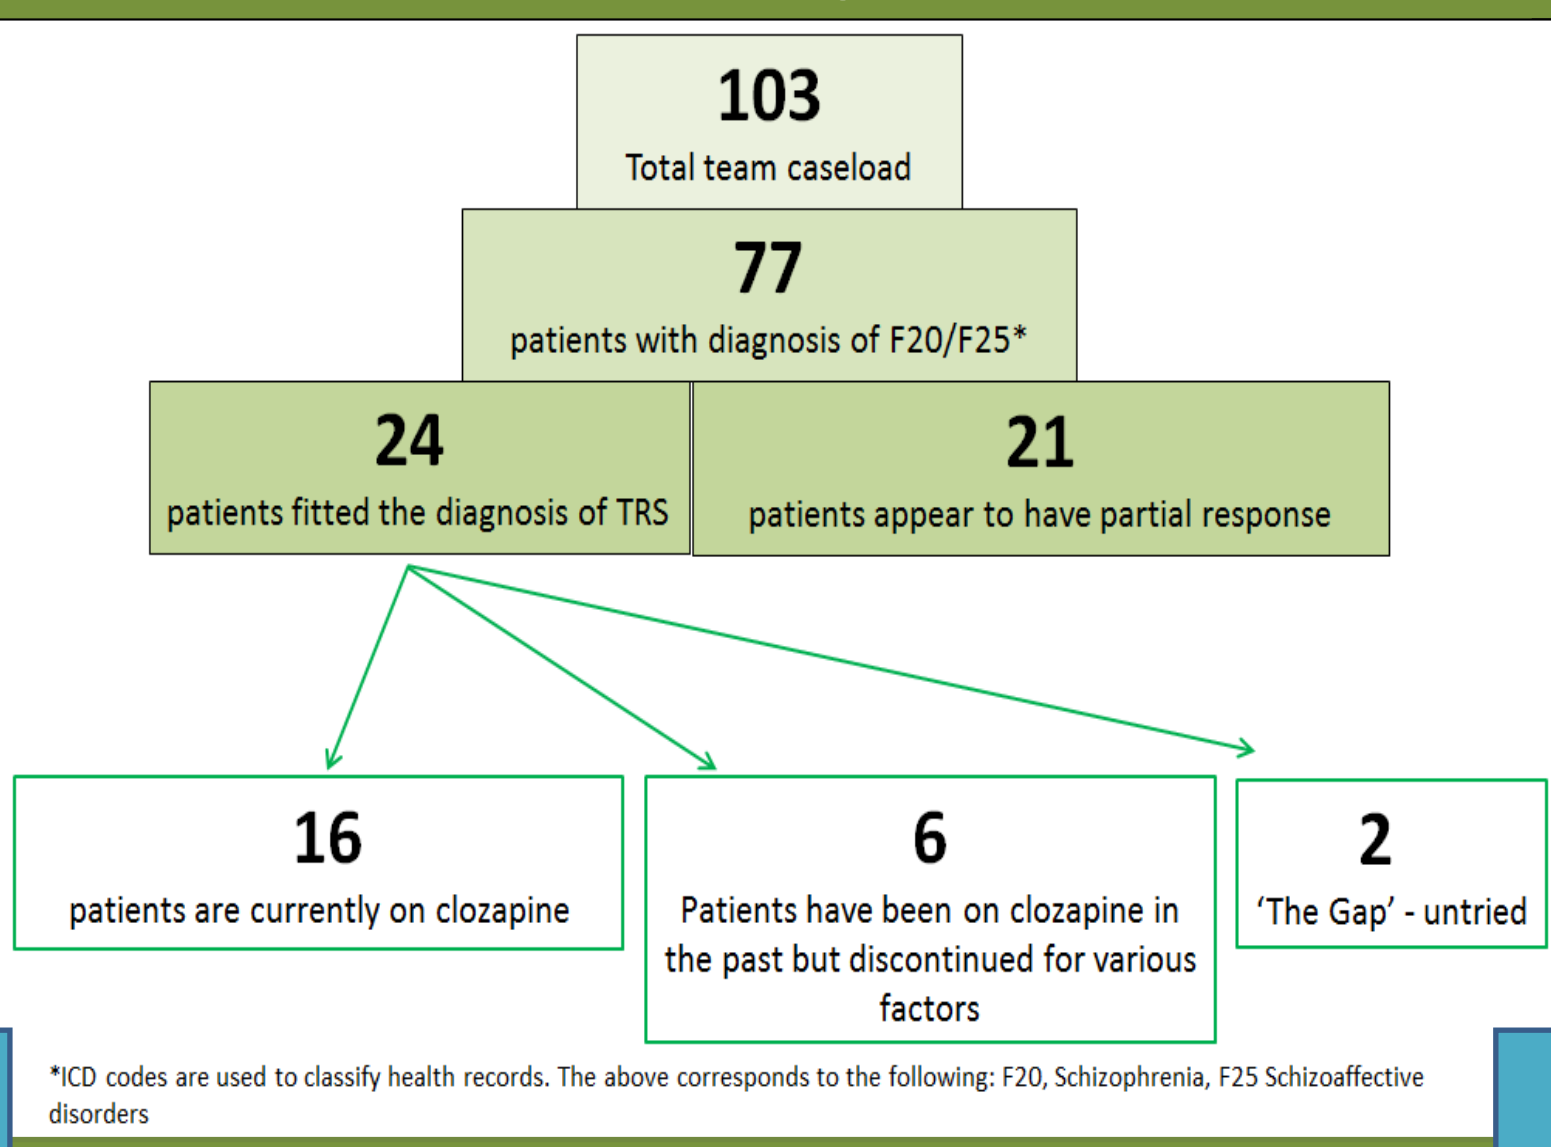 103
Total team caseload
77
patients with diagnosis of F20/F25*
24
patients fitted the diagnosis of TRS
21
patients appear to have partial response
16
patients are currently on clozapine
6
Patients have been on clozapine in
the past but discontinued for various
factors
2
‘The Gap’ - untried
*ICD codes are used to classify health records. The above corresponds to the following: F20, Schizophrenia, F25 Schizoaffective
disorders